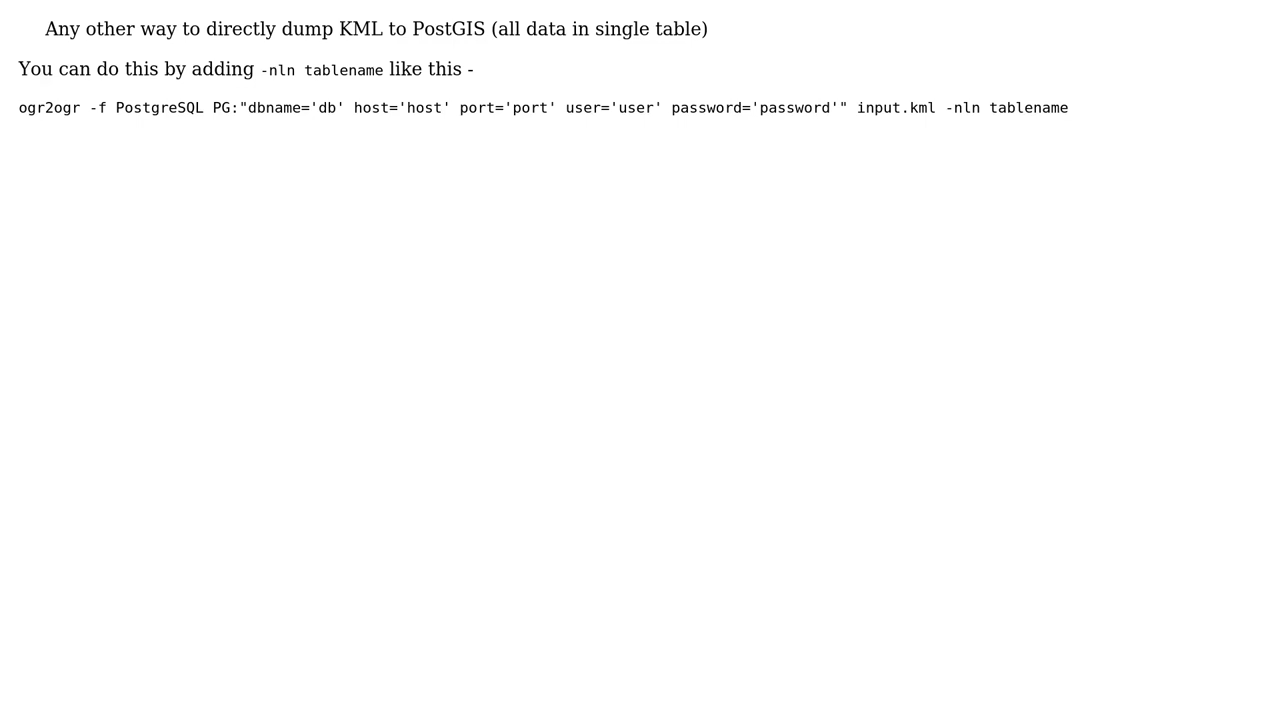 Any other way to directly dump KML to PostGIS (all data in single table)
You can do this by adding -nln tablename like this -
ogr2ogr -f PostgreSQL PG:"dbname='db' host='host' port='port' user='user' password='password'" input.kml -nln tablename